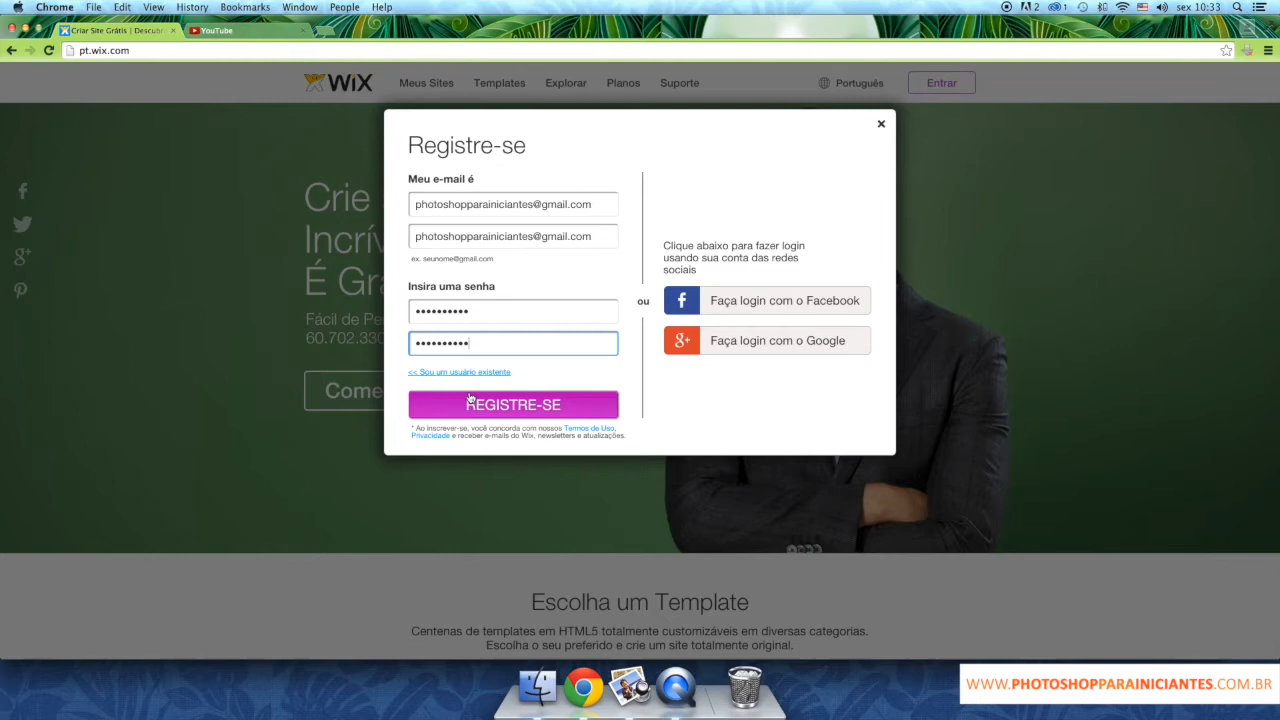 Chrome File Edit View History Bookmarks Window People Help
2 1 sex 10:33
Criar Site Grátis | Descubr
YouTube
pt.wix.com
WiX Meus Sites Templates Explorar Planos Suporte Português Entrar
Registre-se
Meu e-mail é
photoshopparainiciantes@gmail.com
photoshopparainiciantes@gmail.com
ex. seunome@gmail.com
Insira uma senha
<< Sou um usuário existente
REGISTRE-SE
* Ao inscrever-se, você concorda com nossos Termos de Uso,
Privacidade e receber e-mails do Wix, newsletters e atualizações.
ou
Clique abaixo para fazer login
usando sua conta das redes
sociais
Faça login com o Facebook
Faça login com o Google
Crie
Incrív
É Gra
Fácil de
60.702.330
Come
Escolha um Template
Centenas de templates em HTML5 totalmente customizáveis em diversas categorias.
Escolha o seu preferido e crie um site totalmente original.
WWW.PHOTOSHOPPARAINICIANTES.COM.BR